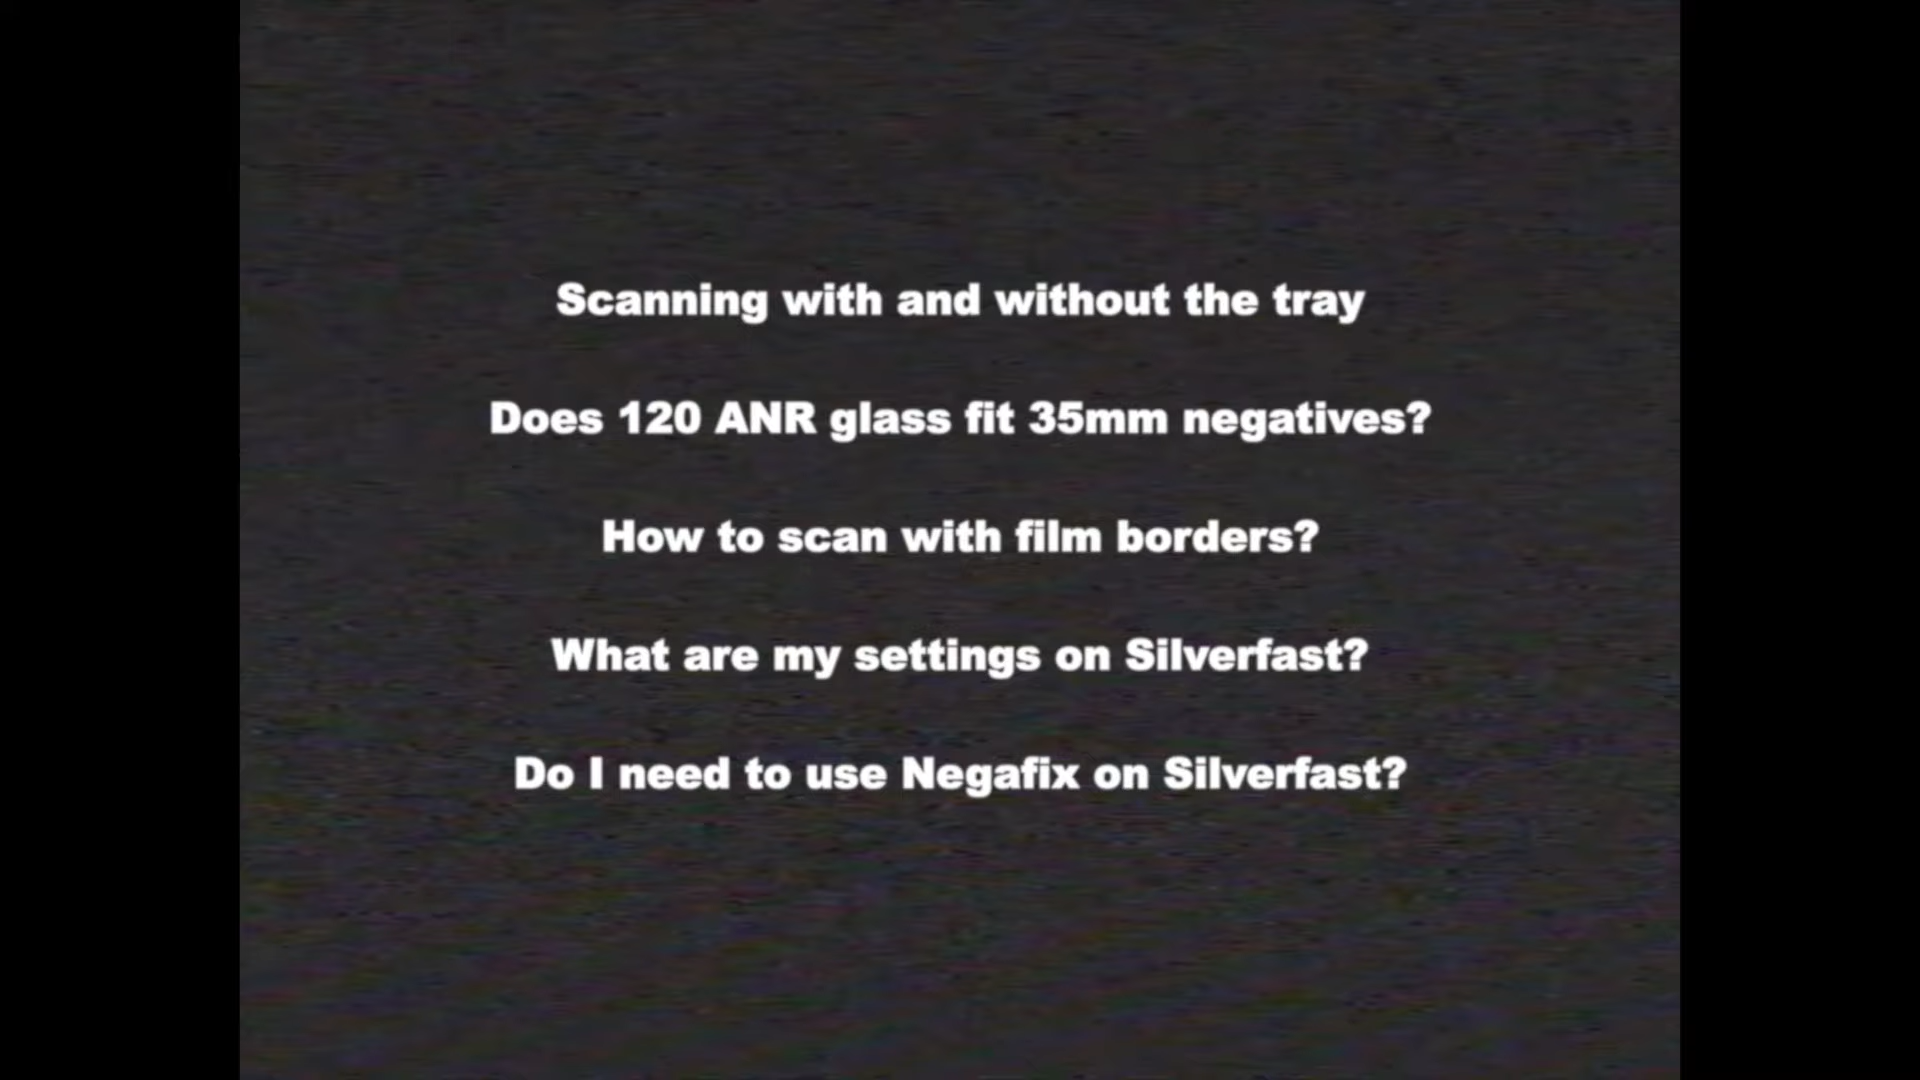 Scanning with and without the tray
Does 120 ANR glass fit 35mm negatives?
How to scan with film borders?
What are my settings on Silverfast?
Do I need to use Negafix on Silverfast?